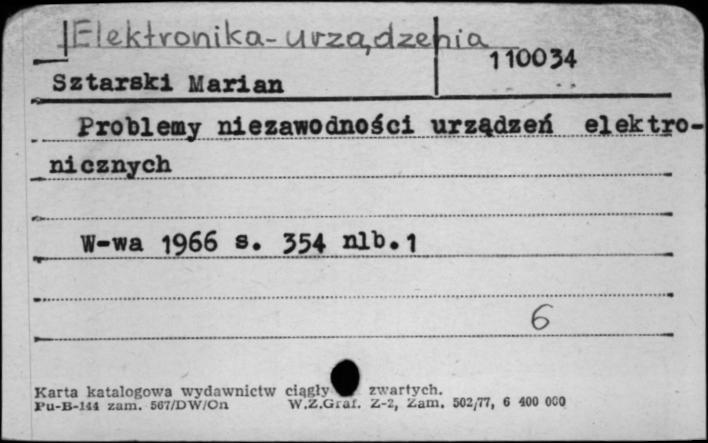 Elektronika-urządzenia
110034
Sztarski Marian
Problemy niezawodności urządzeń elektro-
nicznych
W-wa 1966 s. 354 nlb.1
6
Karta katalogowa wydawnictw ciągły zwartych.
Pu-B-144 zam. 567/DW/On W.Z.Graf. Z-2, Zam. 502/77, 6 400 000